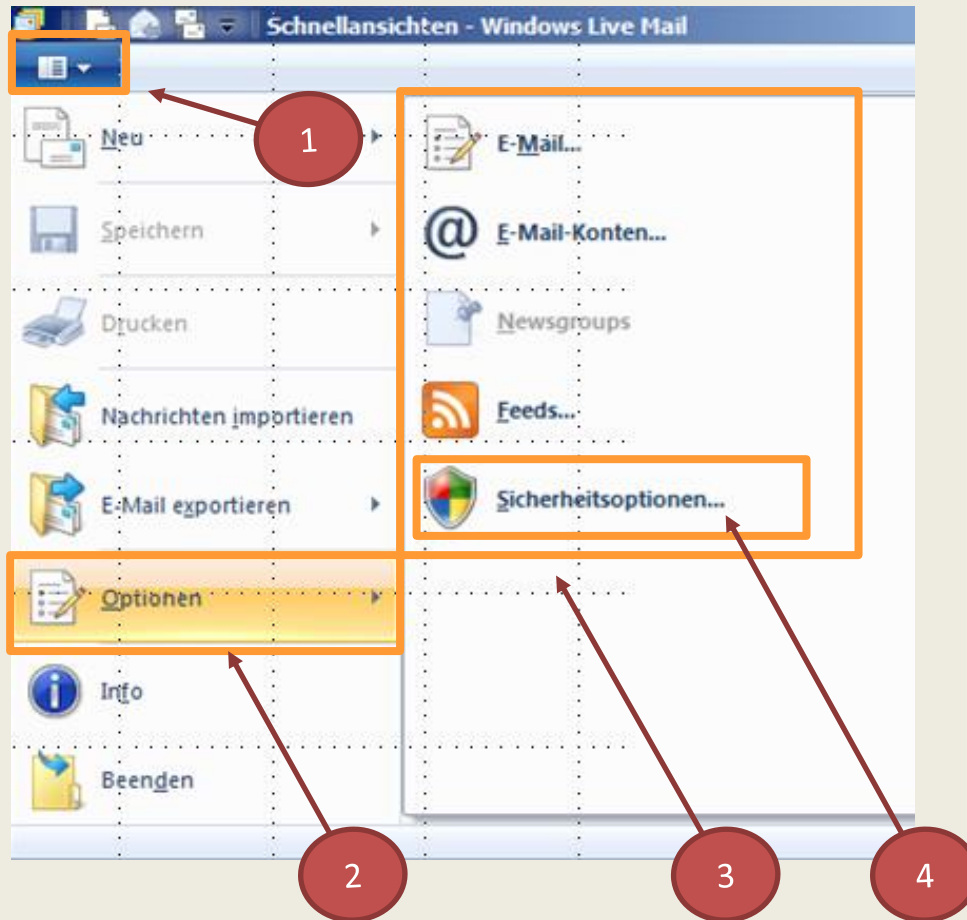 Schnellansichten - Windows Live Mail
1
Neu
Speichern
Drucken
Nachrichten importieren
E-Mail exportieren
Optionen
Info
Beenden
E-Mail...
E-Mail-Konten...
Newsgroups
Feeds...
Sicherheitsoptionen...
2
3
4